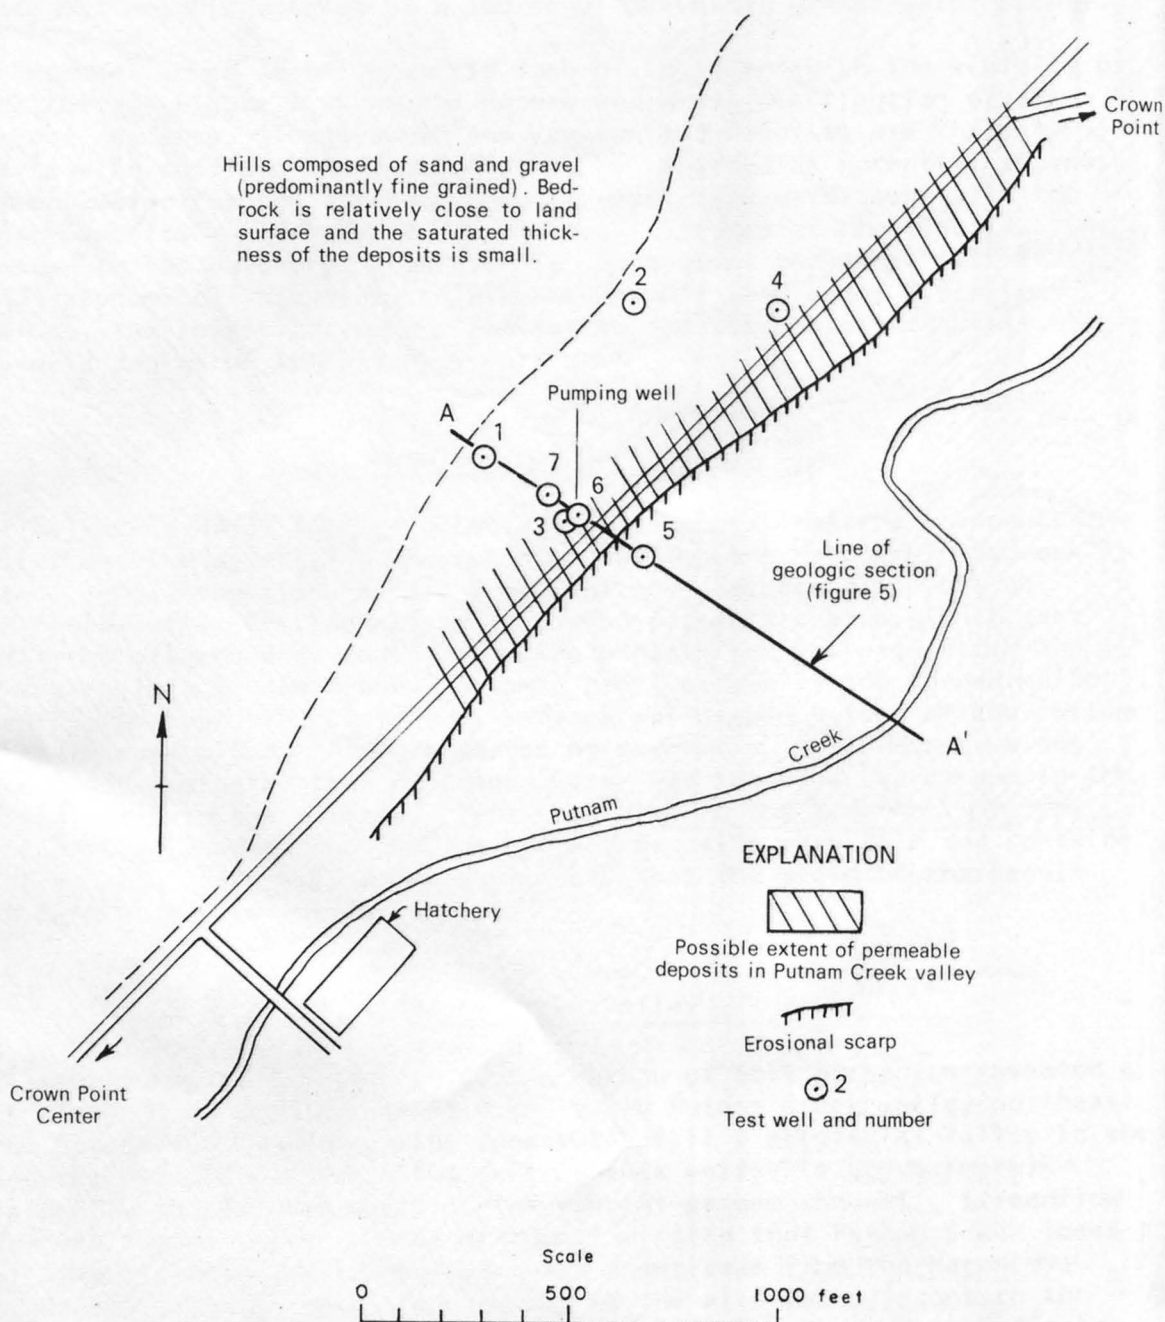 Crown
Point
Hills composed of sand and gravel
(predominantly fine grained). Bed-
rock is relatively close to land
surface and the saturated thick-
ness of the deposits is small.
2
4
Pumping well
A
1
7
6
3
5
Line of
geologic section
(figure 5)
N
A'
Putnam Creek
EXPLANATION
Hatchery
Possible extent of permeable
deposits in Putnam Creek valley
Erosional scarp
2
Test well and number
Crown Point
Center
Scale
0 500 1000 feet